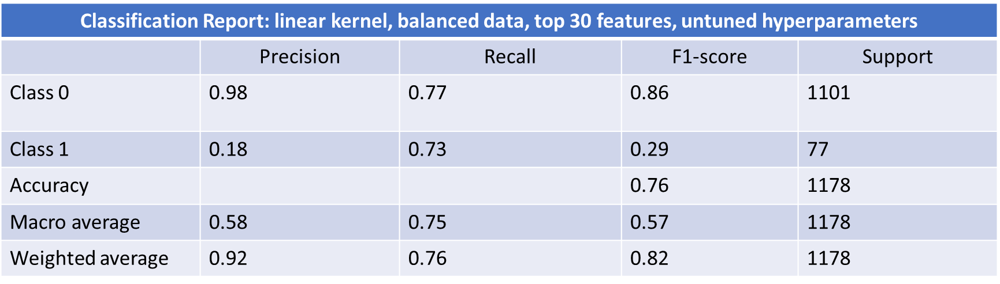 Classification Report: linear kernel, balanced data, top 30 features, untuned hyperparameters
Precision Recall F1-score Support
Class 0 0.98 0.77 0.86 1101
Class 1 0.18 0.73 0.29 77
Accuracy 0.76 1178
Macro average 0.58 0.75 0.57 1178
Weighted average 0.92 0.76 0.82 1178